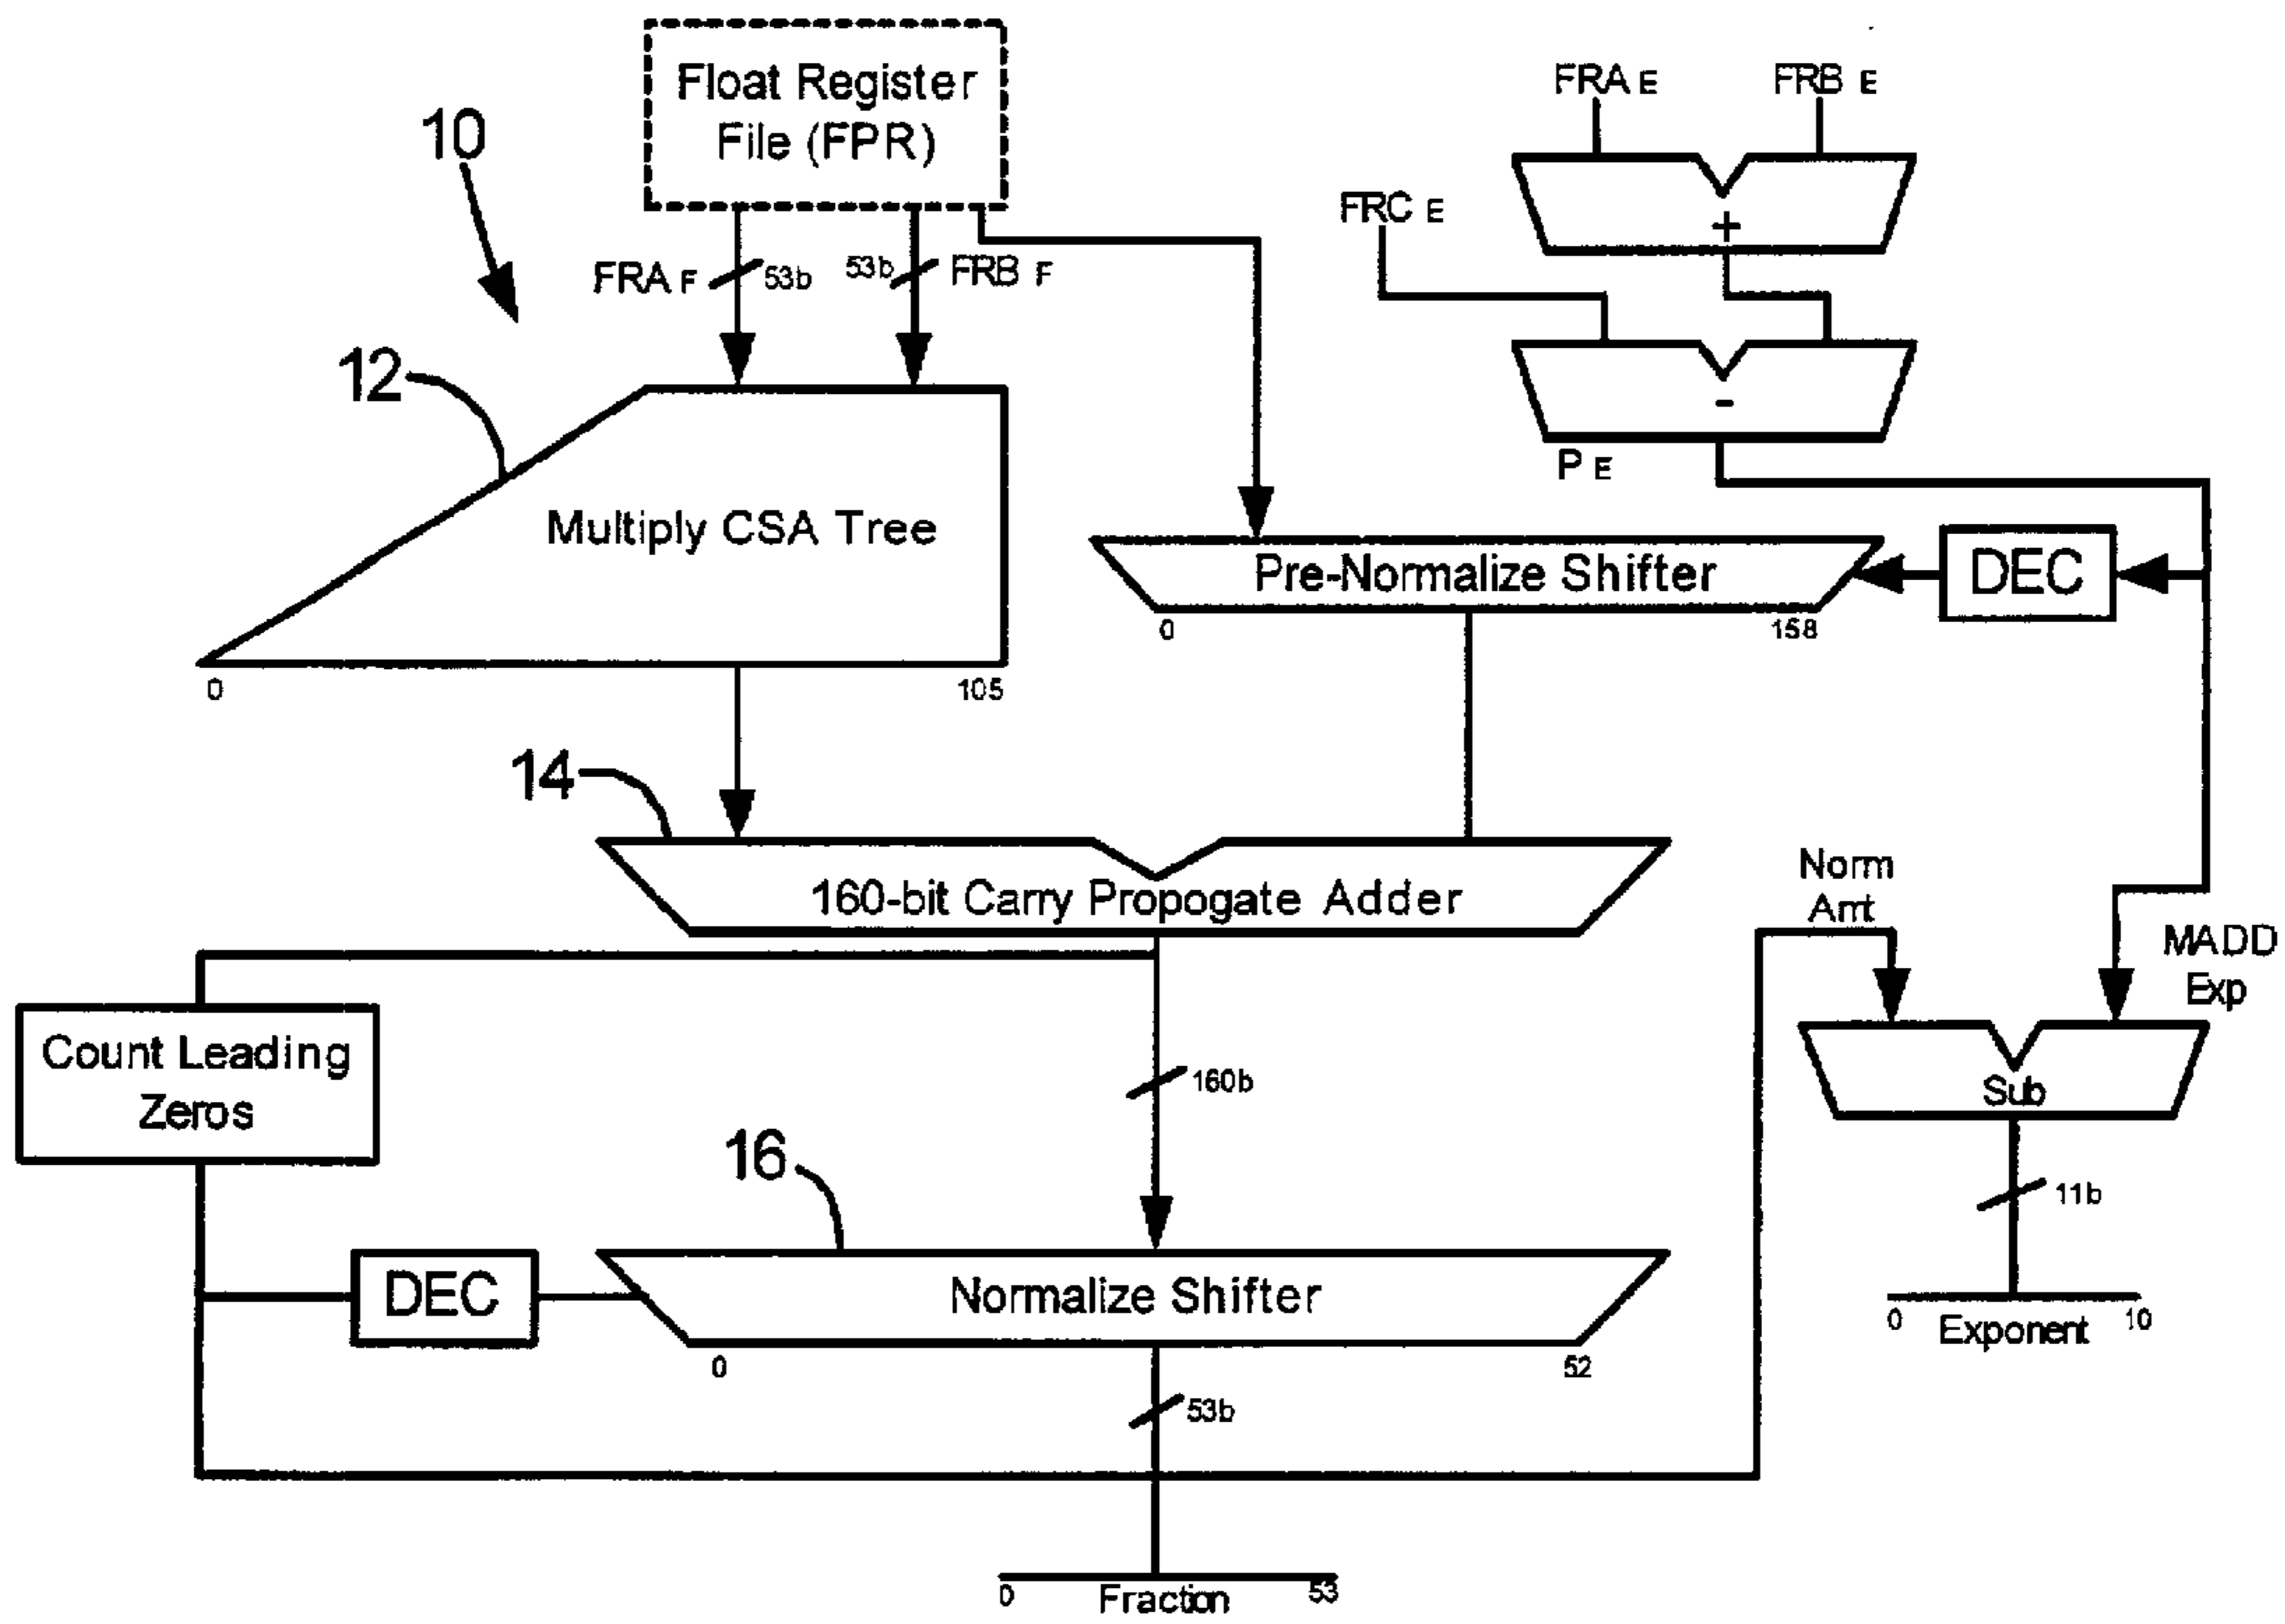 Float Register
File (FPR)
10
FRA E
FRB E
+
FRC E
FRA F
53b
53b
FRB F
-
P E
12
Multiply CSA Tree
0
105
Pre-Normalize Shifter
0
158
DEC
14
160-bit Carry Propogate Adder
Norm
Amt
MADD
Exp
Count Leading
Zeros
160b
Sub
11b
0
Exponent
10
16
DEC
Normalize Shifter
0
52
53b
0
Fraction
53